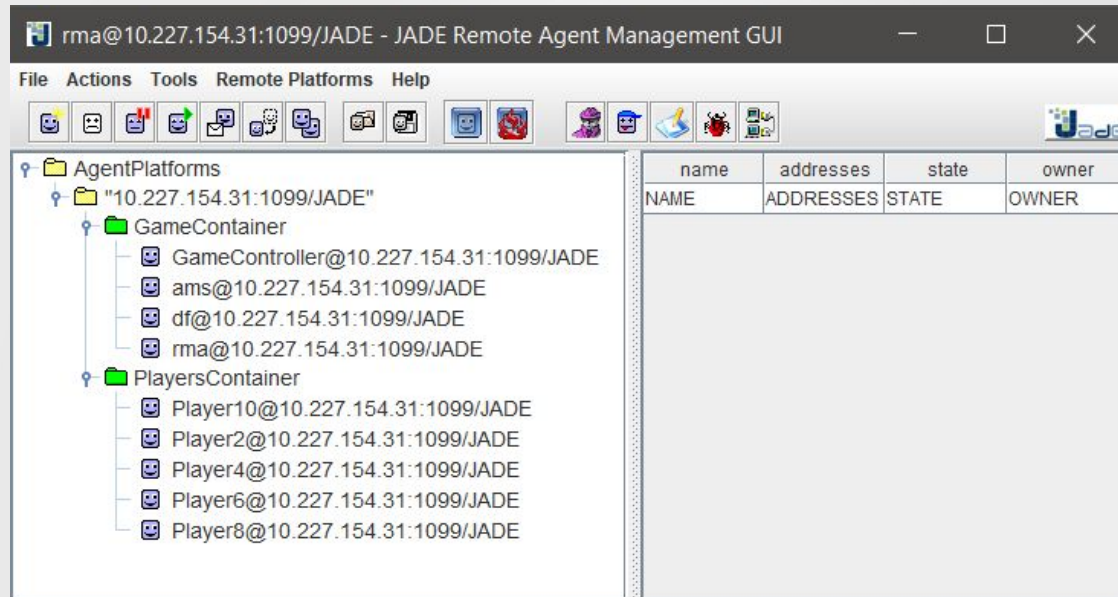 rma@10.227.154.31:1099/JADE - JADE Remote Agent Management GUI
File Actions Tools Remote Platforms Help
Jade
AgentPlatforms
"10.227.154.31:1099/JADE"
GameContainer
GameController@10.227.154.31:1099/JADE
ams@10.227.154.31:1099/JADE
df@10.227.154.31:1099/JADE
rma@10.227.154.31:1099/JADE
PlayersContainer
Player10@10.227.154.31:1099/JADE
Player2@10.227.154.31:1099/JADE
Player4@10.227.154.31:1099/JADE
Player6@10.227.154.31:1099/JADE
Player8@10.227.154.31:1099/JADE
name addresses state owner
NAME ADDRESSES STATE OWNER